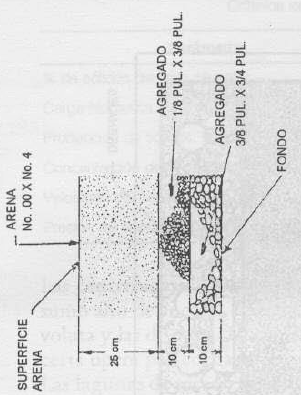 SUPERFICIE
ARENA
ARENA
No. .00 X No. 4
AGREGADO
1/8 PUL. X 3/8 PUL.
AGREGADO
3/8 PUL. X 3/4 PUL.
FONDO
25 cm
10 cm
10 cm